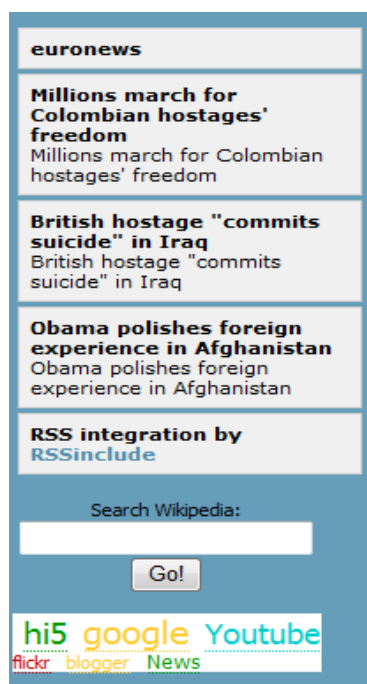 euronews
Millions march for
Colombian hostages'
freedom
Millions march for Colombian
hostages' freedom
British hostage "commits
suicide" in Iraq
British hostage "commits
suicide" in Iraq
Obama polishes foreign
experience in Afghanistan
Obama polishes foreign
experience in Afghanistan
RSS integration by
RSSinclude
Search Wikipedia:
Go!
hi5 google Youtube
flickr blogger News